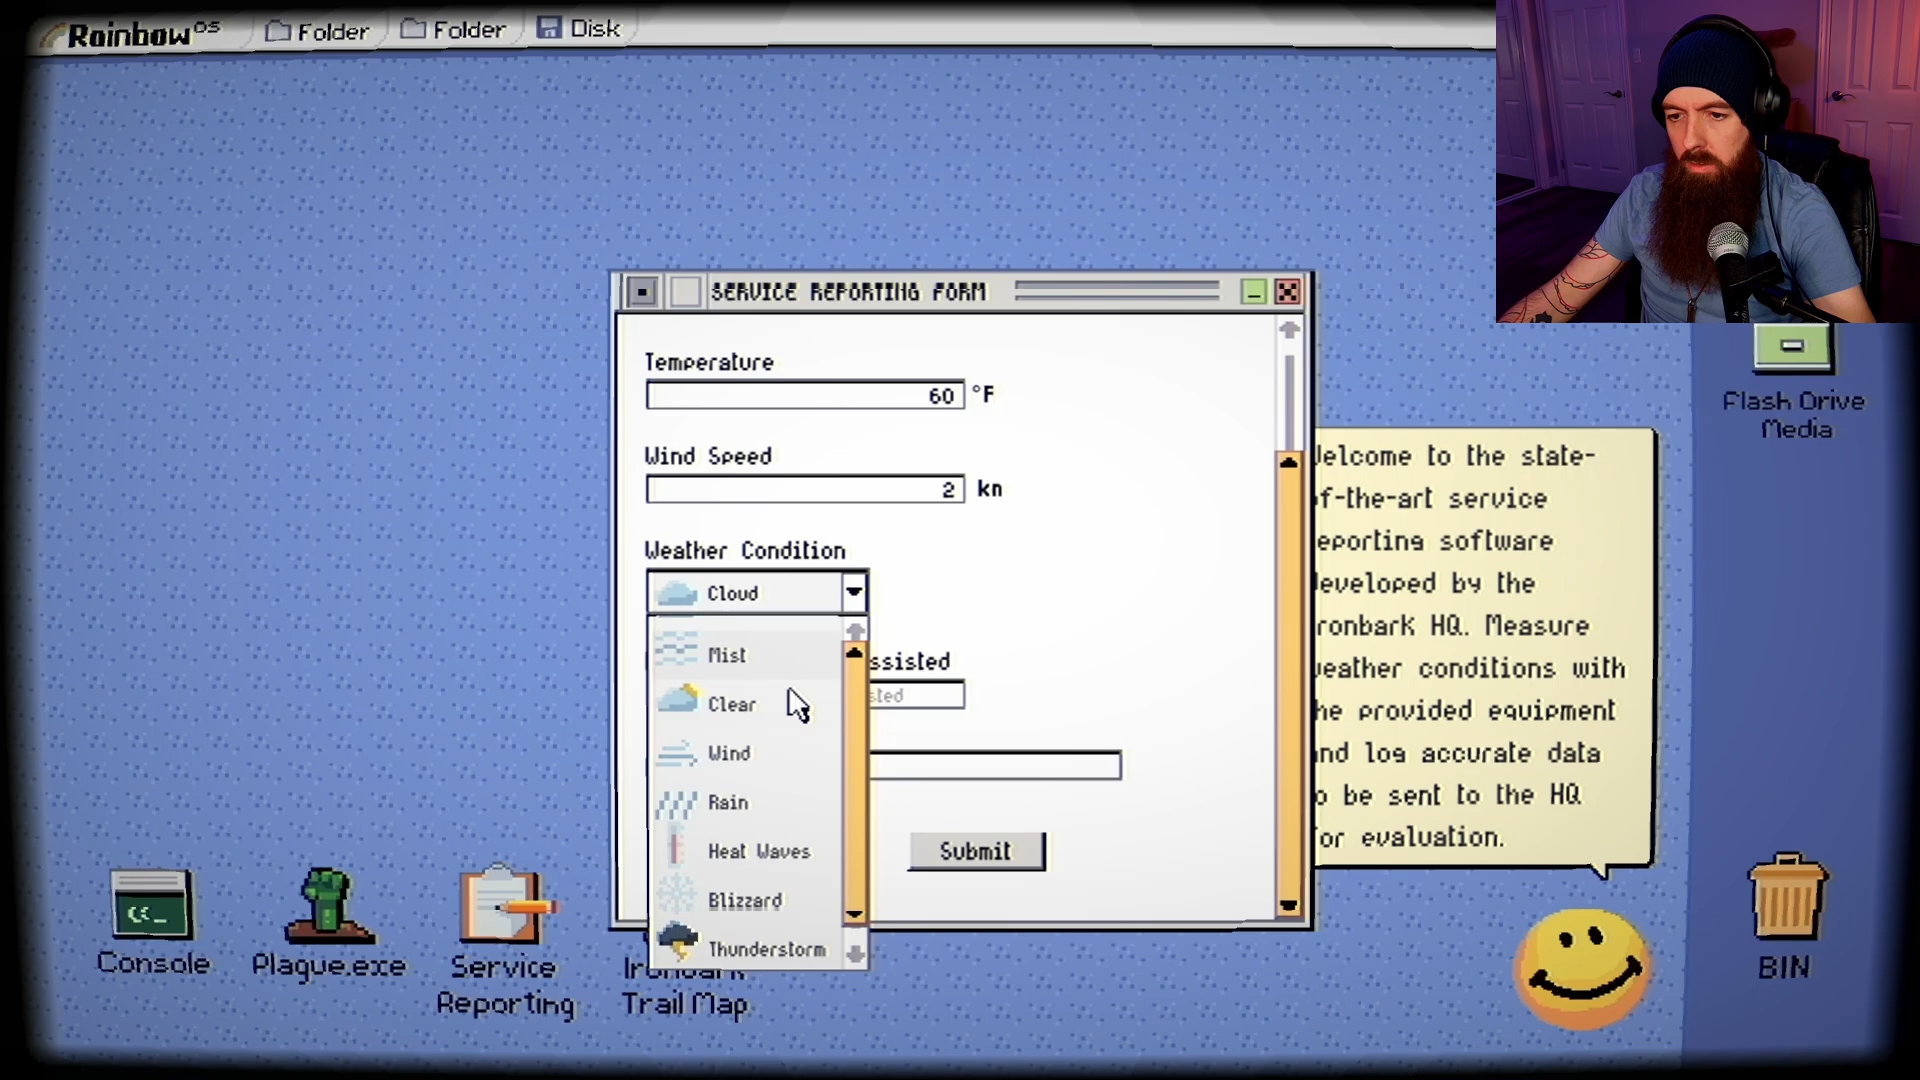 Rainbow OS
Folder
Folder
Disk
SERVICE REPORTING FORM
Temperature
60 °F
Wind Speed
2 kn
Weather Condition
Cloud
Mist
Clear
Wind
Rain
Heat Waves
Blizzard
Thunderstorm
ssisted
sted
Submit
elcome to the state-
f-the-art service
eporting software
eveloped by the
ronbark HQ. Measure
eather conditions with
he provided equipment
nd log accurate data
o be sent to the HQ
or evaluation.
Flash Drive
Media
Console
Plague.exe
Service
Reporting
Trail Map
BIN